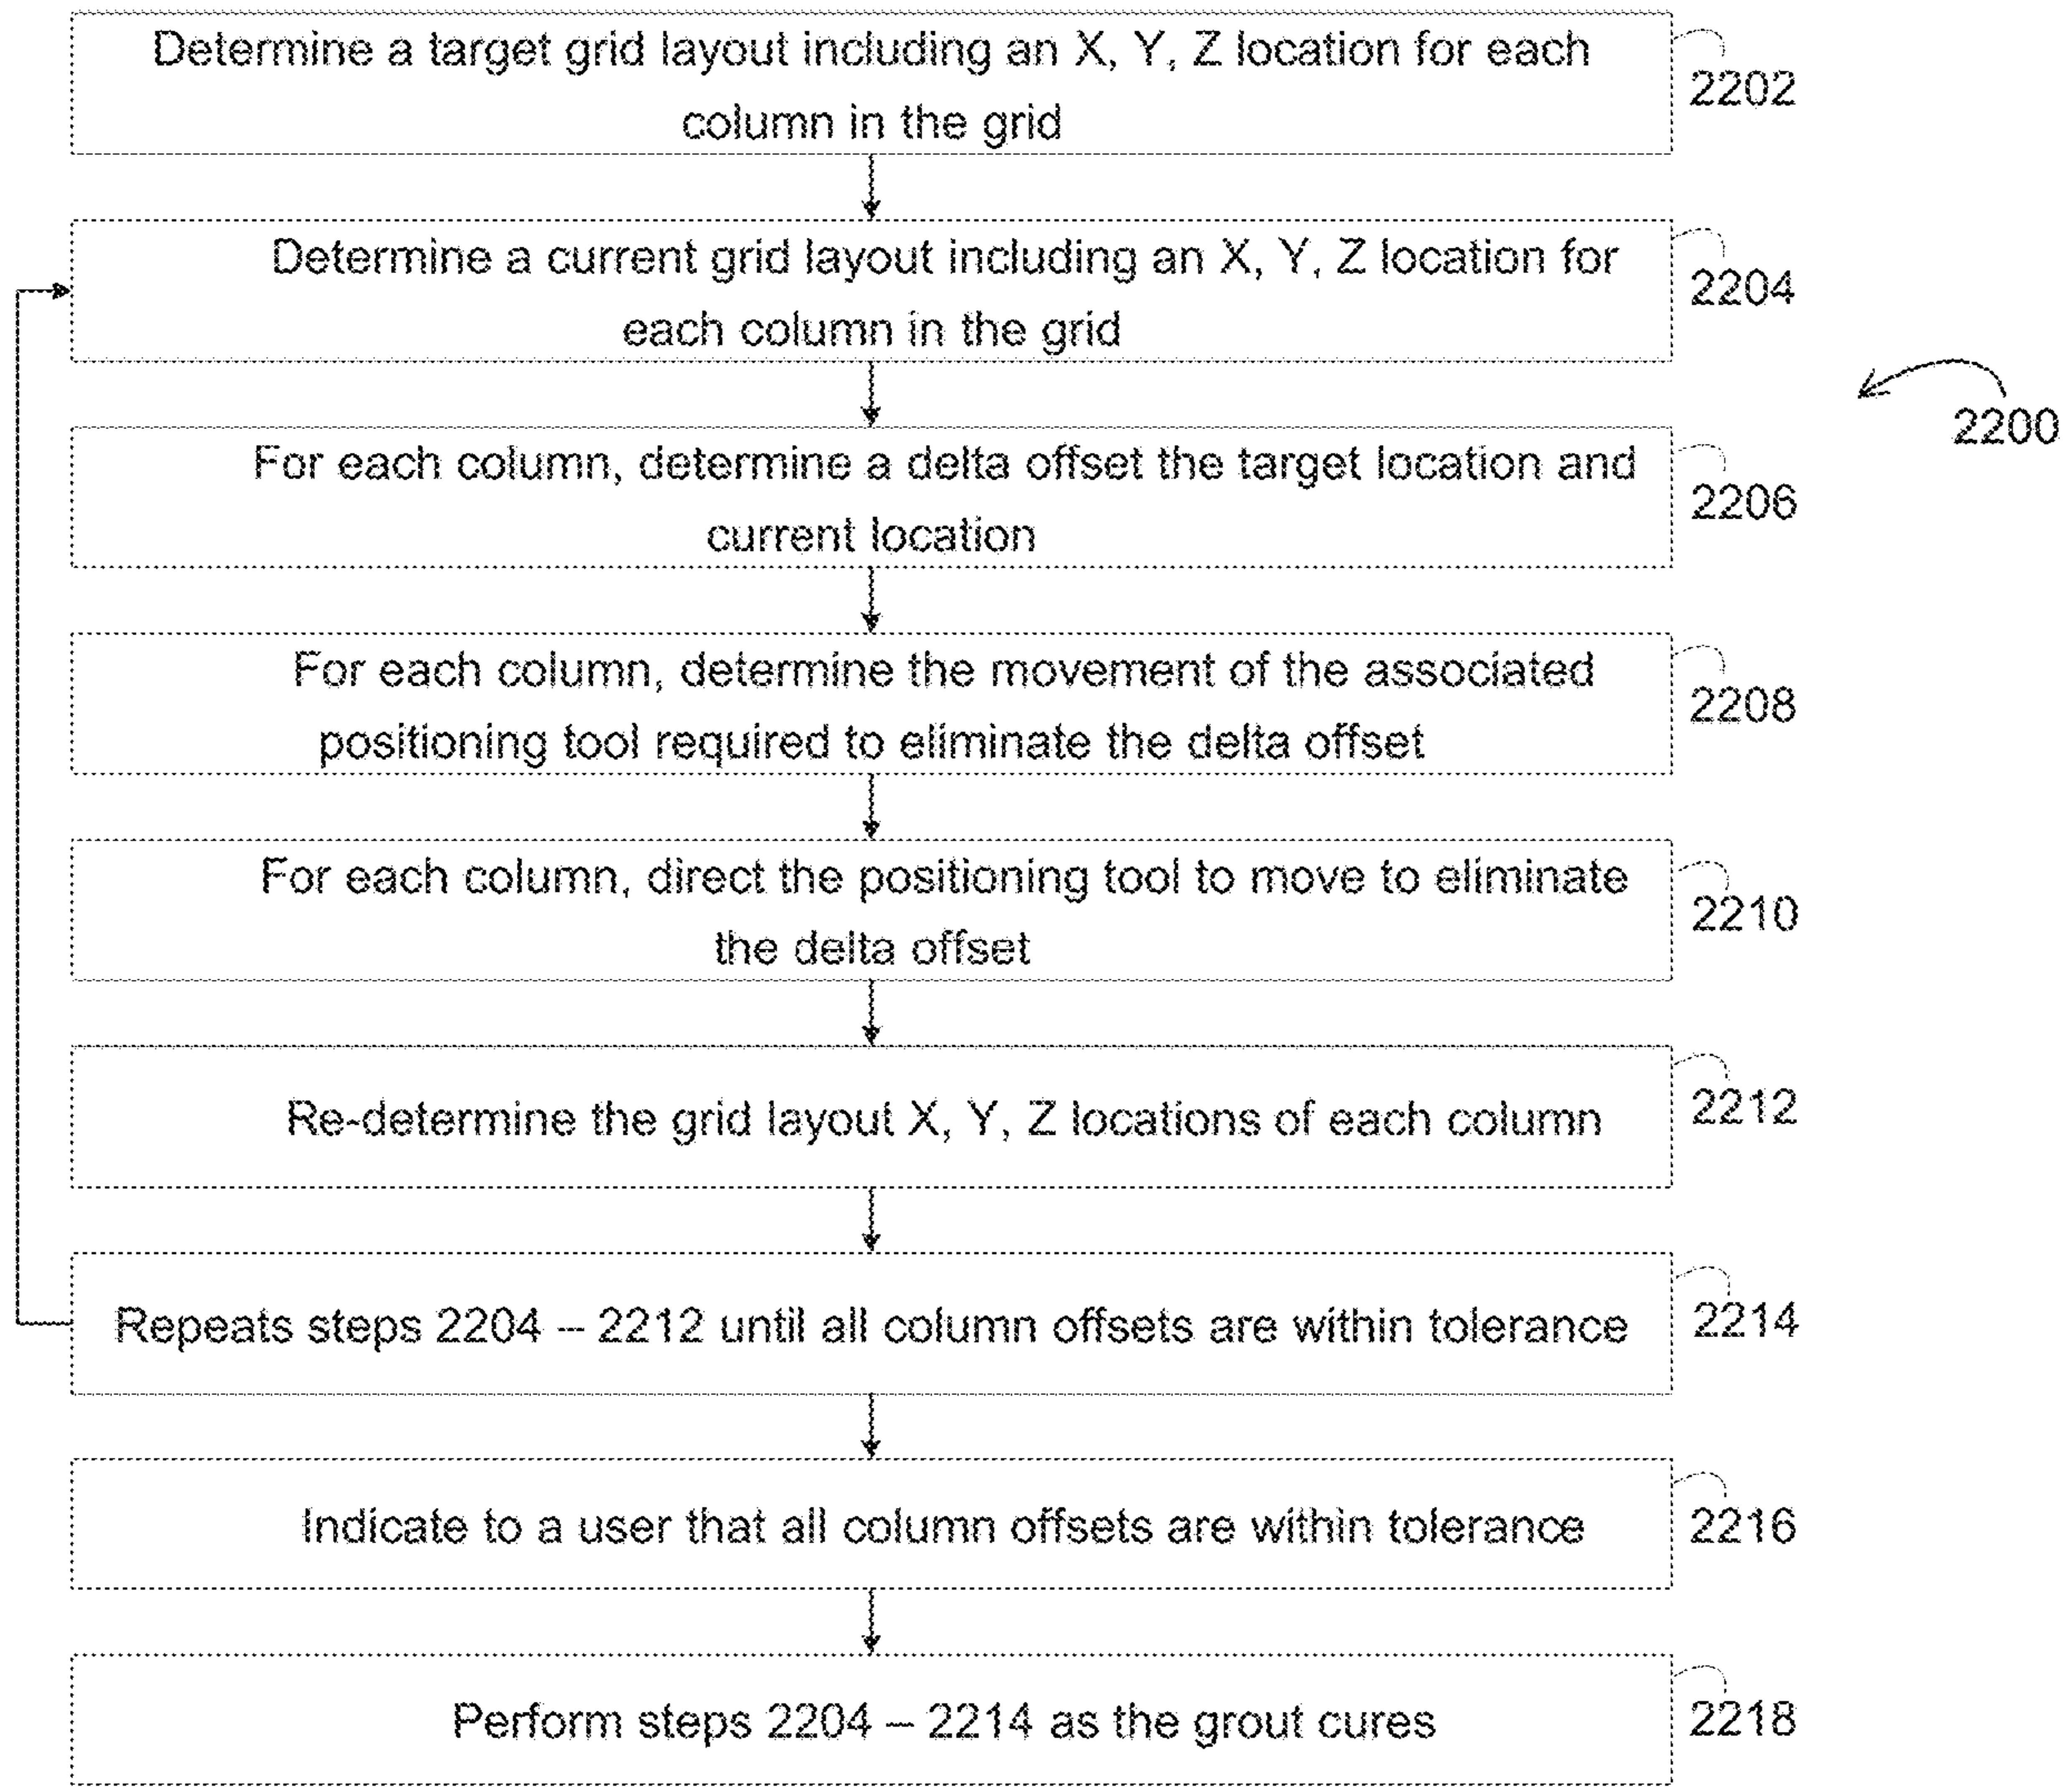 Determine a target grid layout including an X, Y, Z location for each
column in the grid
2202
Determine a current grid layout including an X, Y, Z location for
each column in the grid
2204
2200
For each column, determine a delta offset the target location and
current location
2206
For each column, determine the movement of the associated
positioning tool required to eliminate the delta offset
2208
For each column, direct the positioning tool to move to eliminate
the delta offset
2210
Re-determine the grid layout X, Y, Z locations of each column
2212
Repeats steps 2204 – 2212 until all column offsets are within tolerance
2214
Indicate to a user that all column offsets are within tolerance
2216
Perform steps 2204 – 2214 as the grout cures
2218